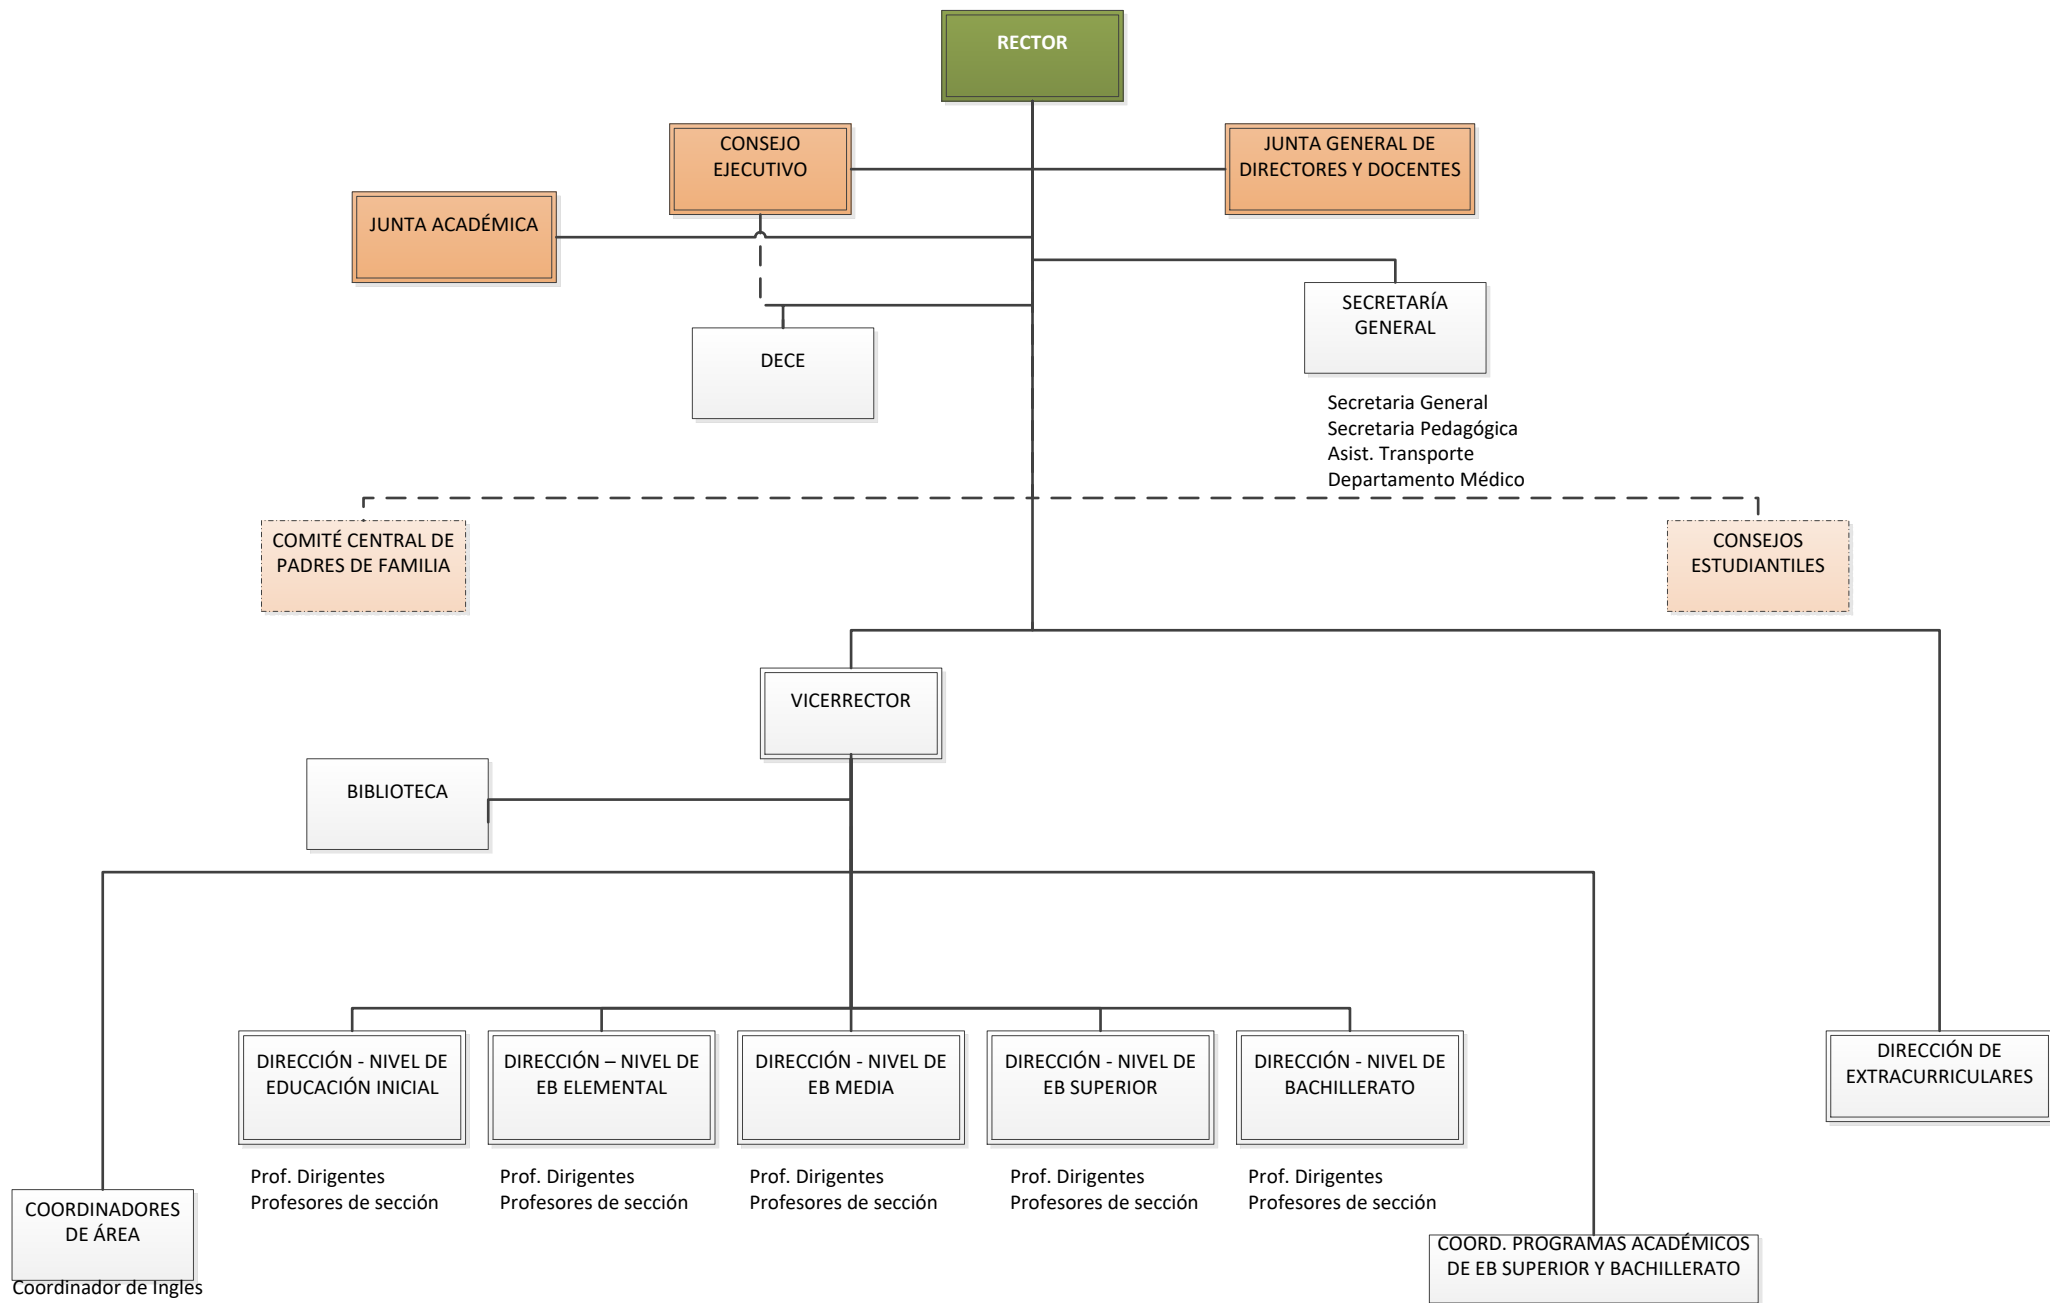 RECTOR
CONSEJO
EJECUTIVO
JUNTA GENERAL DE
DIRECTORES Y DOCENTES
JUNTA ACADÉMICA
SECRETARÍA
GENERAL
DECE
Secretaria General
Secretaria Pedagógica
Asist. Transporte
Departamento Médico
COMITÉ CENTRAL DE
PADRES DE FAMILIA
CONSEJOS
ESTUDIANTILES
VICERRECTOR
BIBLIOTECA
DIRECCIÓN - NIVEL DE
EDUCACIÓN INICIAL
DIRECCIÓN – NIVEL DE
EB ELEMENTAL
DIRECCIÓN - NIVEL DE
EB MEDIA
DIRECCIÓN - NIVEL DE
EB SUPERIOR
DIRECCIÓN - NIVEL DE
BACHILLERATO
DIRECCIÓN DE
EXTRACURRICULARES
Prof. Dirigentes
Profesores de sección
Prof. Dirigentes
Profesores de sección
Prof. Dirigentes
Profesores de sección
Prof. Dirigentes
Profesores de sección
Prof. Dirigentes
Profesores de sección
COORDINADORES
DE ÁREA
Coordinador de Ingles
COORD. PROGRAMAS ACADÉMICOS
DE EB SUPERIOR Y BACHILLERATO